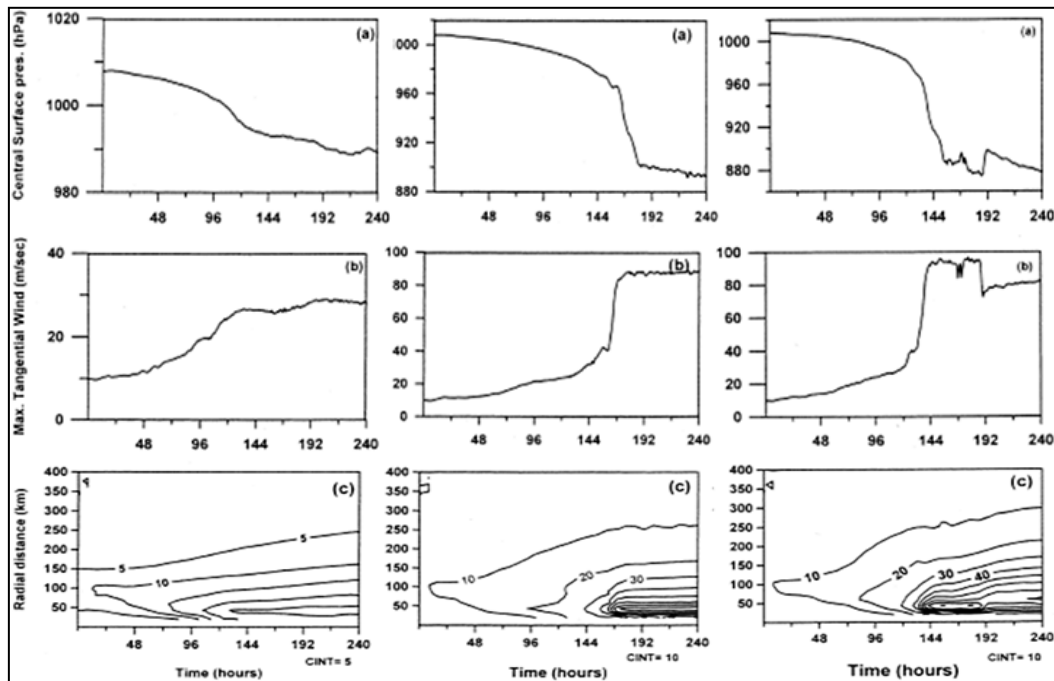 Central Surface pres. (hPa)
1020
1000
980
(a)
48 96 144 192 240
1000
960
920
880
(a)
48 96 144 192 240
1000
960
920
880
(a)
48 96 144 192 240
Max. Tangential Wind (m/sec)
40
20
0
(b)
48 96 144 192 240
100
80
60
40
20
0
(b)
48 96 144 192 240
100
80
60
40
20
0
(b)
48 96 144 192 240
Radial distance (km)
400
350
300
250
200
150
100
50
(c)
5
5
10
48 96 144 192 240
Time (hours)
CINT= 5
400
350
300
250
200
150
100
50
(c)
10
20
30
48 96 144 192 240
Time (hours)
CINT= 10
400
350
300
250
200
150
100
50
(c)
10
20
30
40
48 96 144 192 240
Time (hours)
CINT= 10